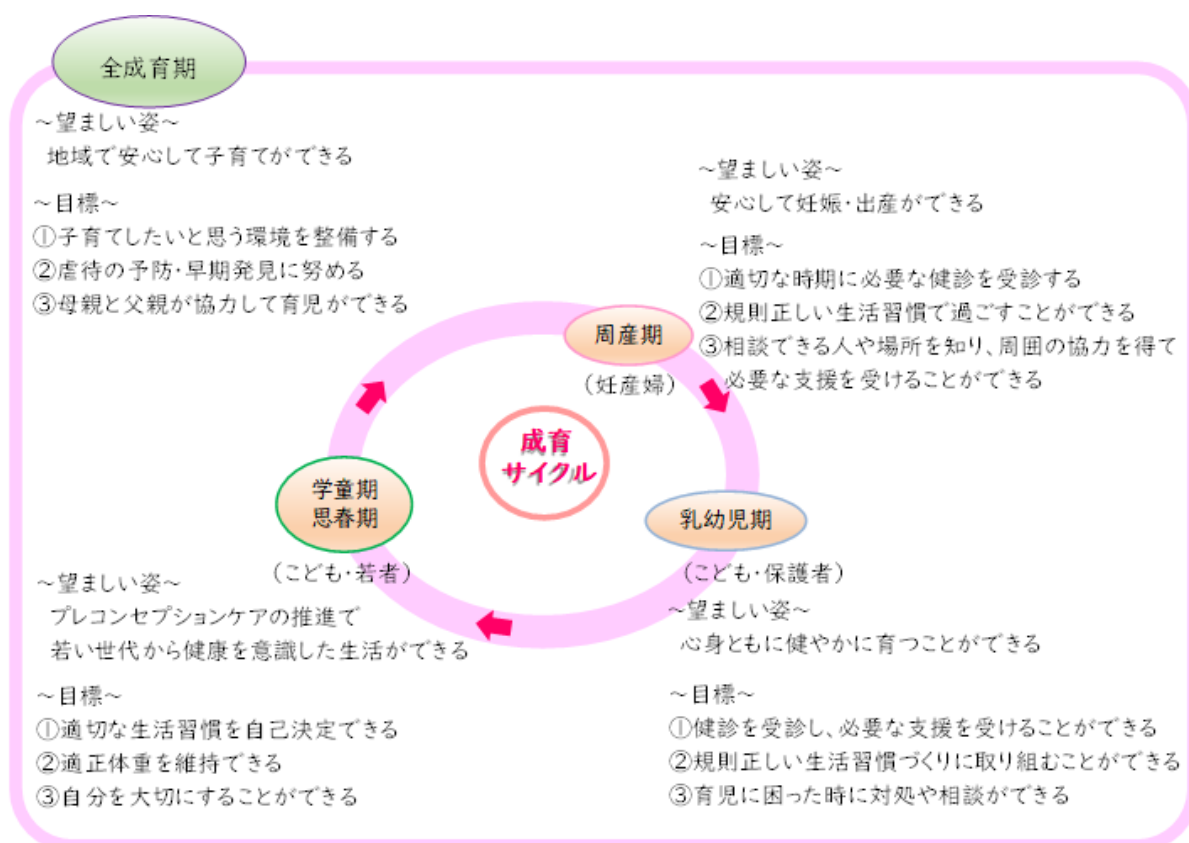 全成育期
～望ましい姿～
地域で安心して子育てができる
～目標～
①子育てしたいと思う環境を整備する
②虐待の予防・早期発見に努める
③母親と父親が協力して育児ができる
～望ましい姿～
安心して妊娠・出産ができる
～目標～
①適切な時期に必要な健診を受診する
②規則正しい生活習慣で過ごすことができる
③相談できる人や場所を知り、周囲の協力を得て
必要な支援を受けることができる
周産期
（妊産婦）
成育
サイクル
学童期
思春期
（こども・若者）
乳幼児期
（こども・保護者）
～望ましい姿～
プレコンセプションケアの推進で
若い世代から健康を意識した生活ができる
～目標～
①適切な生活習慣を自己決定できる
②適正体重を維持できる
③自分を大切にすることができる
～望ましい姿～
心身ともに健やかに育つことができる
～目標～
①健診を受診し、必要な支援を受けることができる
②規則正しい生活習慣づくりに取り組むことができる
③育児に困った時に対処や相談ができる